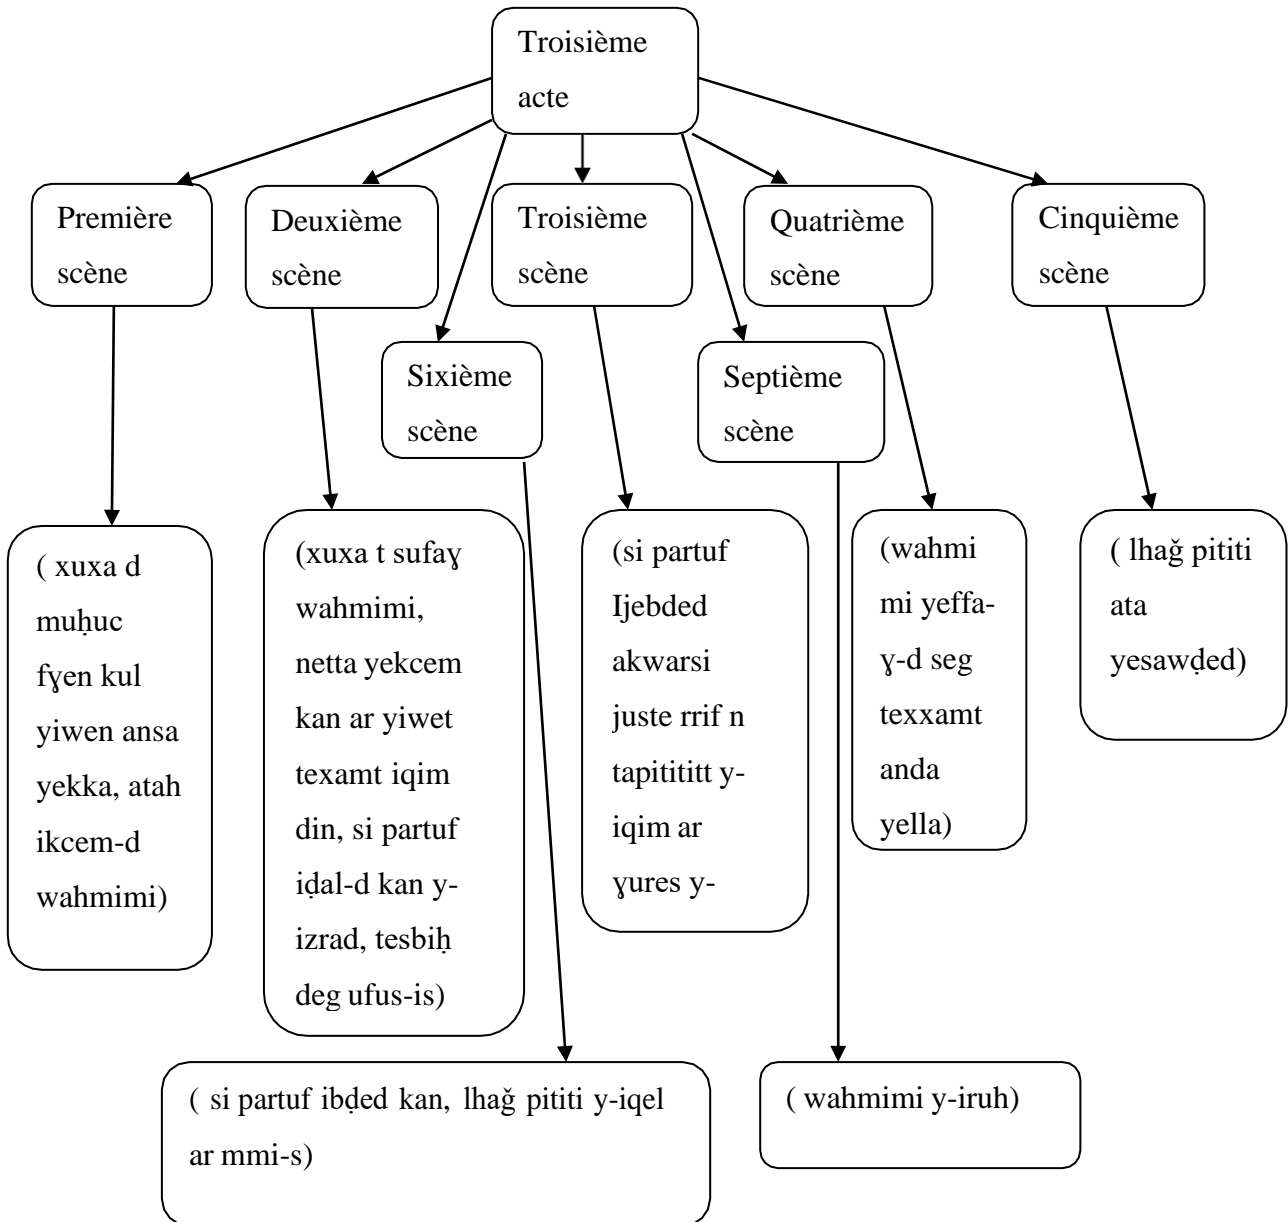 Troisième
acte
Première
scène
Deuxième
scène
Troisième
scène
Quatrième
scène
Cinquième
scène
Sixième
scène
Septième
scène
( xuxa d
muḥuc
fɣen kul
yiwen ansa
yekka, atah
ikcem-d
wahmimi)
(xuxa t sufaɣ
wahmimi,
netta yekcem
kan ar yiwet
texamt iqim
din, si partuf
iḍal-d kan y-
izrad, tesbiḥ
deg ufus-is)
(si partuf
Ijebded
akwarsi
juste rrif n
tapitititt y-
iqim ar
ɣures y-
(wahmi
mi yeffa-
ɣ-d seg
texxamt
anda
yella)
( lhağ pititi
ata
yesawḍed)
( si partuf ibḍed kan, lhağ pititi y-iqel
ar mmi-s)
( wahmimi y-iruh)